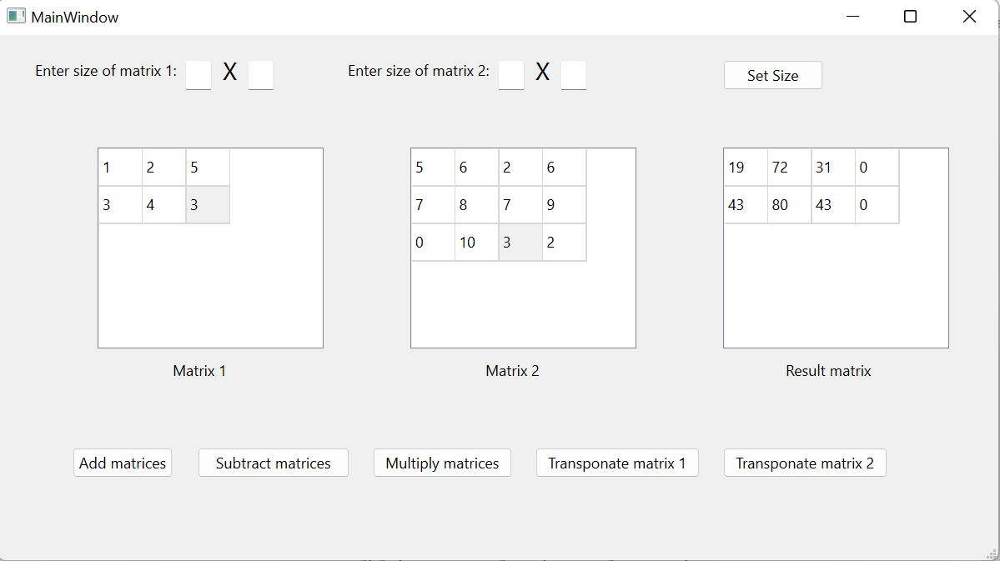 MainWindow
Enter size of matrix 1: X
Enter size of matrix 2: X
Set Size
1 2 5
3 4 3
5 6 2 6
7 8 7 9
0 10 3 2
19 72 31 0
43 80 43 0
Matrix 1
Matrix 2
Result matrix
Add matrices
Subtract matrices
Multiply matrices
Transponate matrix 1
Transponate matrix 2